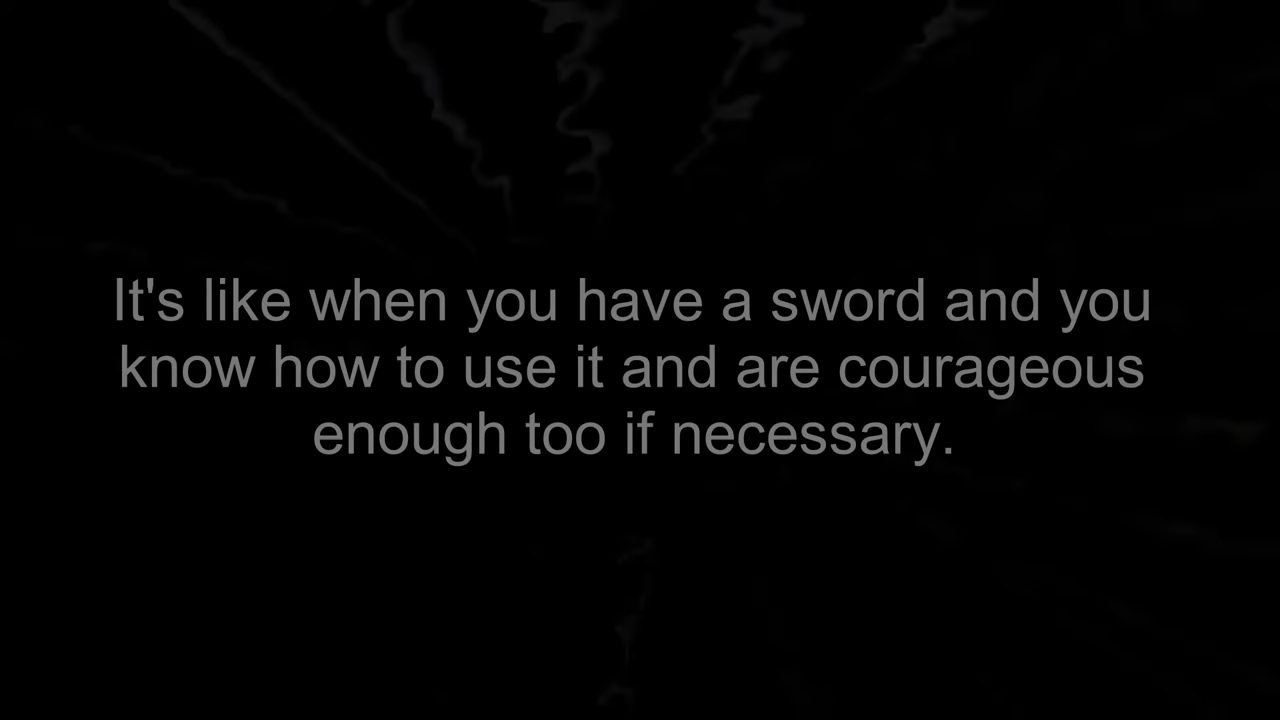 It's like when you have a sword and you
know how to use it and are courageous
enough too if necessary.